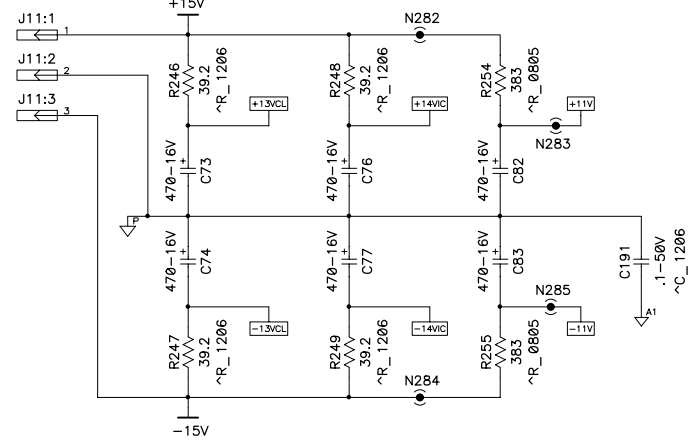 +15V
J11:1
1
N282
J11:2
2
R246
39.2
^R_1206
R248
39.2
^R_1206
R254
383
^R_0805
J11:3
3
+13VCL
+14VIC
+11V
N283
470-16V
+
C73
470-16V
+
C76
470-16V
+
C82
P
470-16V
+
C74
470-16V
+
C77
470-16V
+
C83
C191
.1-50V
^C_1206
N285
A1
-13VCL
-14VIC
-11V
R247
39.2
^R_1206
R249
39.2
^R_1206
R255
383
^R_0805
N284
-15V